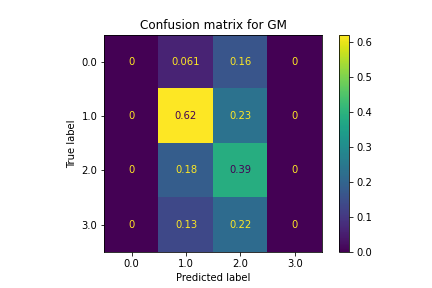 Confusion matrix for GM
0.0 0 0.061 0.16 0
1.0 0 0.62 0.23 0
2.0 0 0.18 0.39 0
3.0 0 0.13 0.22 0
0.0 1.0 2.0 3.0
True label
Predicted label
0.6
0.5
0.4
0.3
0.2
0.1
0.0